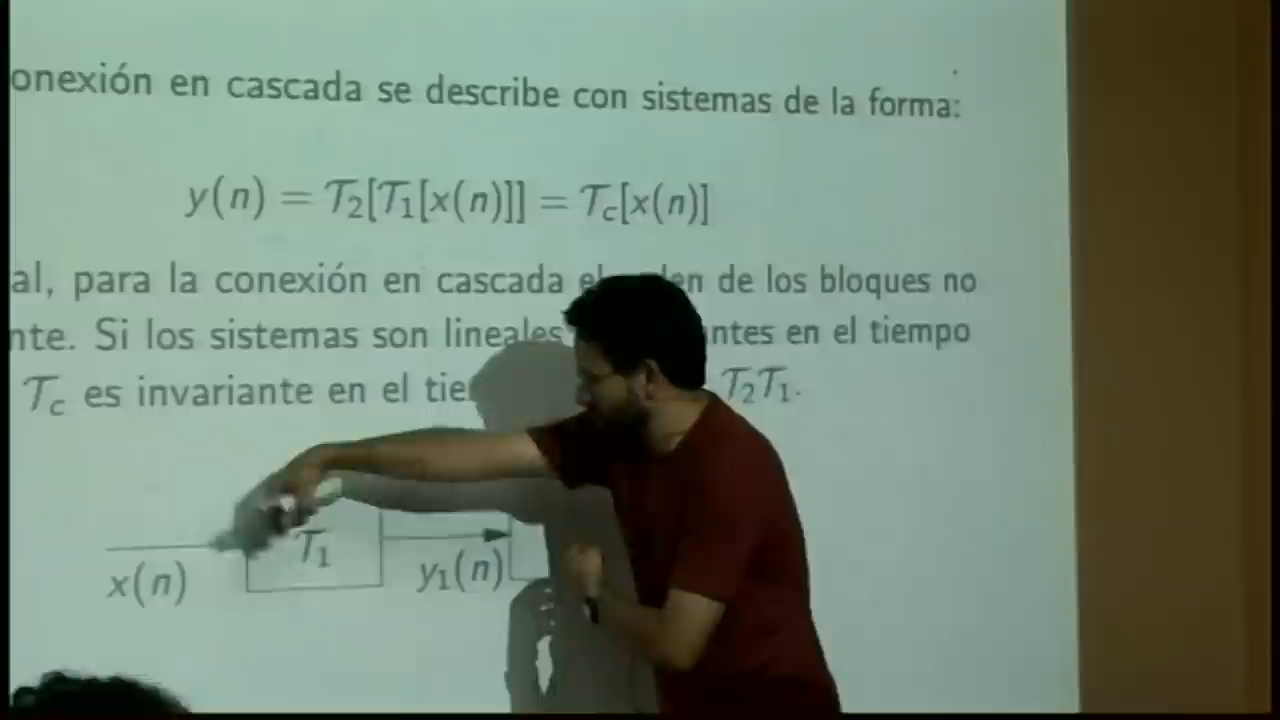 onexión en cascada se describe con sistemas de la forma:
y(n) = 𝒯₂[𝒯₁[x(n)]] = 𝒯c[x(n)]
al, para la conexión en cascada el de los bloques no
nte. Si los sistemas son lineales ntes en el tiempo
𝒯c es invariante en el tie 𝒯₂𝒯₁.
𝒯₁
x(n) y₁(n)